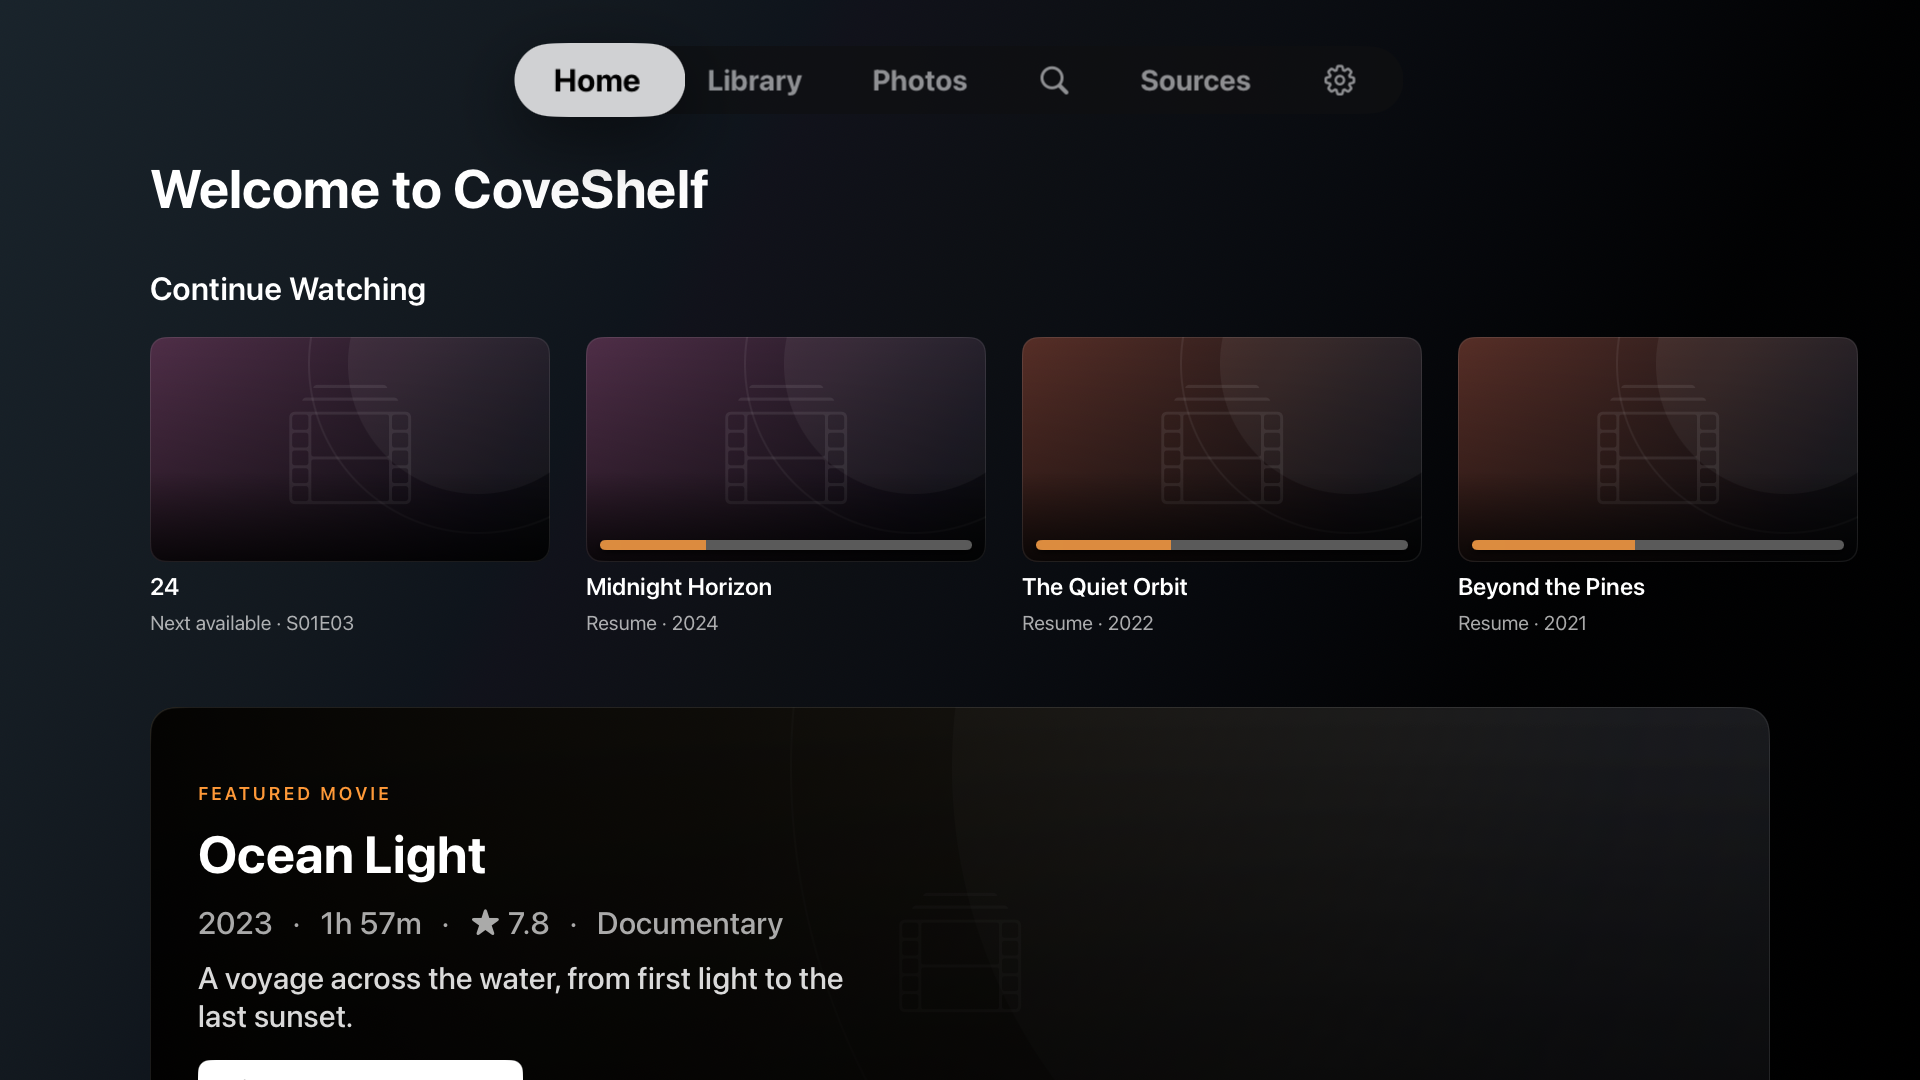 Home
Library
Photos
Sources
Welcome to CoveShelf
Continue Watching
24
Next available · S01E03
Midnight Horizon
Resume · 2024
The Quiet Orbit
Resume · 2022
Beyond the Pines
Resume · 2021
FEATURED MOVIE
Ocean Light
2023 · 1h 57m · ★ 7.8 · Documentary
A voyage across the water, from first light to the
last sunset.